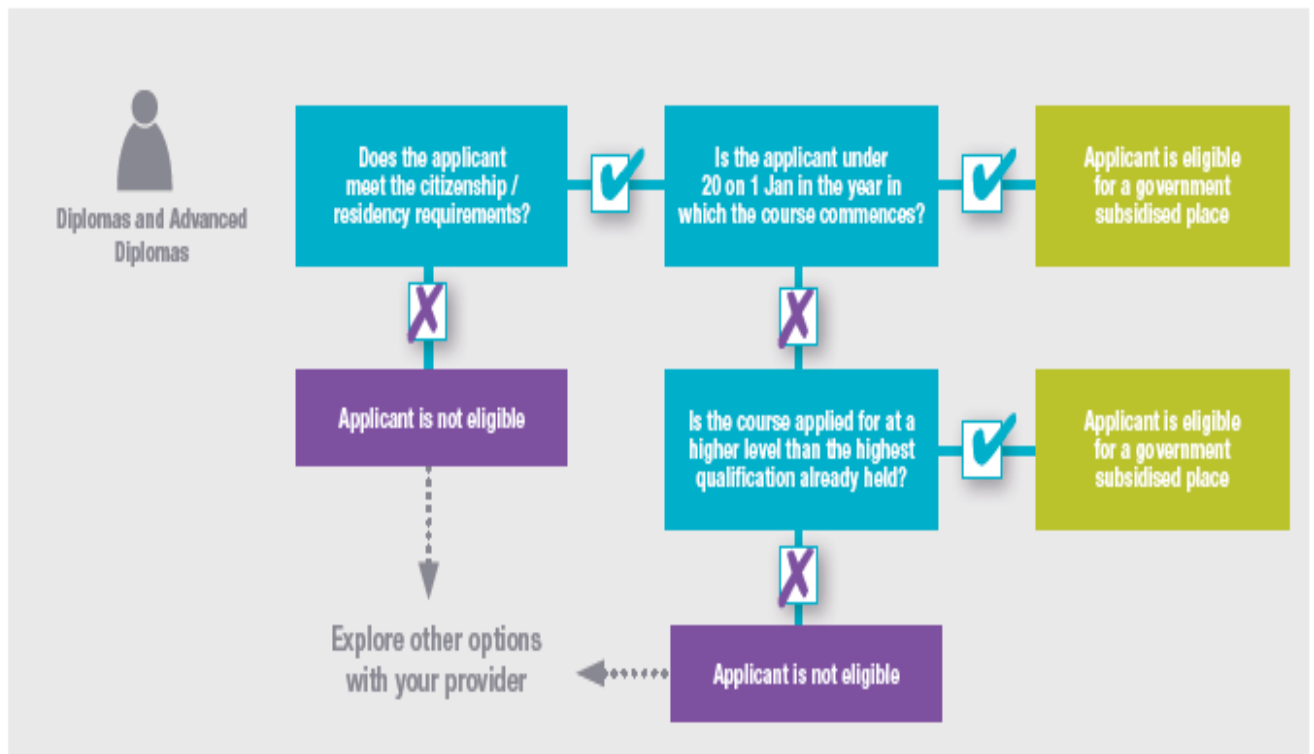 Diplomas and Advanced
Diplomas
Does the applicant
meet the citizenship /
residency requirements?
Is the applicant under
20 on 1 Jan in the year in
which the course commences?
Applicant is eligible
for a government
subsidised place
Applicant is not eligible
Is the course applied for at a
higher level than the highest
qualification already held?
Applicant is eligible
for a government
subsidised place
Explore other options
with your provider
Applicant is not eligible